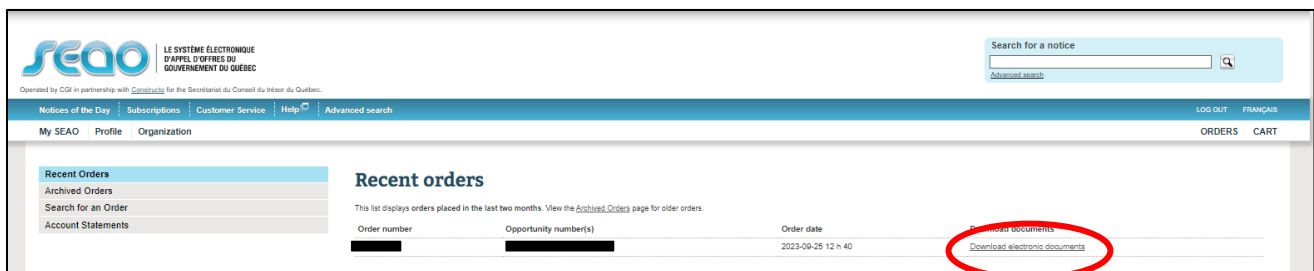 seao
LE SYSTÈME ÉLECTRONIQUE
D'APPEL D'OFFRES DU
GOUVERNEMENT DU QUÉBEC
Operated by CGI in partnership with Constructo for the Secrétariat du Conseil du trésor du Québec.
Search for a notice
Advanced search
Notices of the Day Subscriptions Customer Service Help Advanced search LOG OUT FRANÇAIS
My SEAO Profile Organization ORDERS CART
Recent Orders
Archived Orders
Search for an Order
Account Statements
Recent orders
This list displays orders placed in the last two months. View the Archived Orders page for older orders.
Order number Opportunity number(s) Order date Download documents
2023-09-25 12 h 40 Download electronic documents